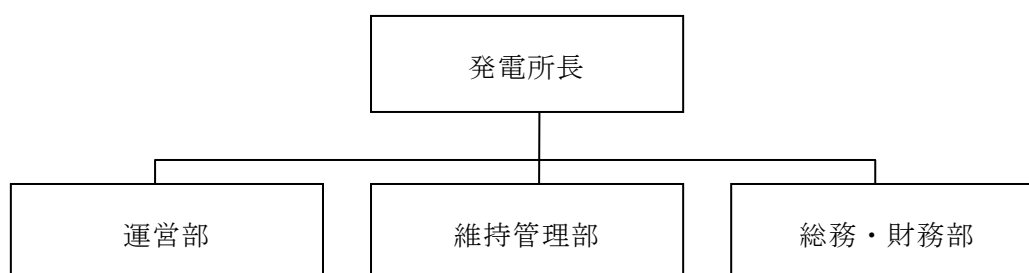 発電所長
運営部
維持管理部
総務・財務部